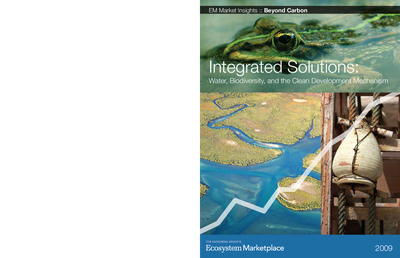 EM Market Insights :: Beyond Carbon
Integrated Solutions:
Water, Biodiversity, and the Clean Development Mechanism
Ecosystem Marketplace
2009